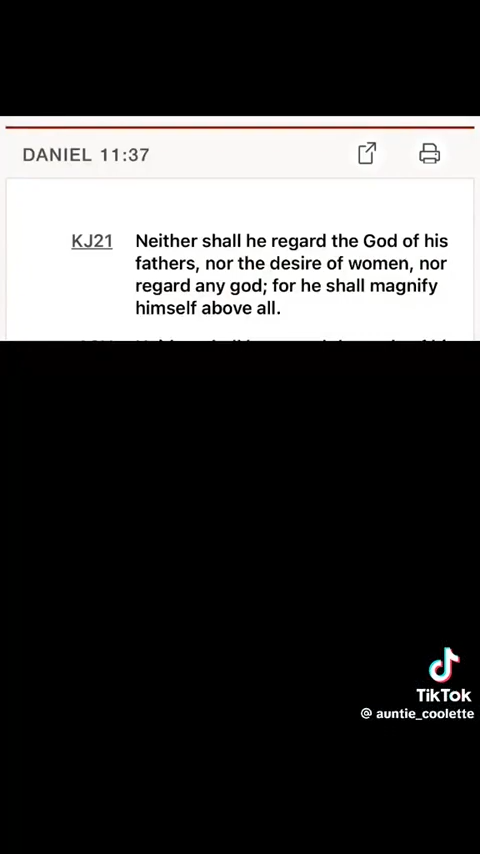 DANIEL 11:37
KJ21
Neither shall he regard the God of his
fathers, nor the desire of women, nor
regard any god; for he shall magnify
himself above all.
TikTok
@ auntie_coolette